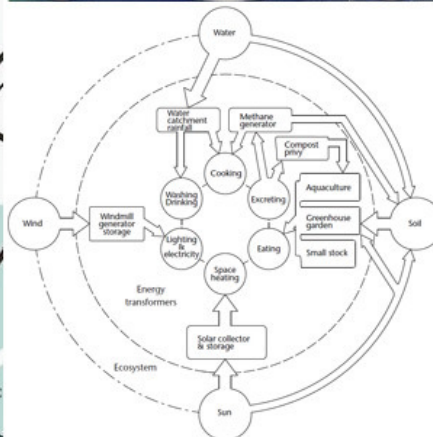 Water
Water
catchment
rainfall
Methane
generator
Compost
privy
Cooking
Washing
Drinking
Excreting
Aquaculture
Wind
Windmill
generator
storage
Lighting
&
electricity
Eating
Greenhouse
garden
Soil
Small stock
Space
heating
Energy
transformers
Solar collector
& storage
Ecosystem
Sun